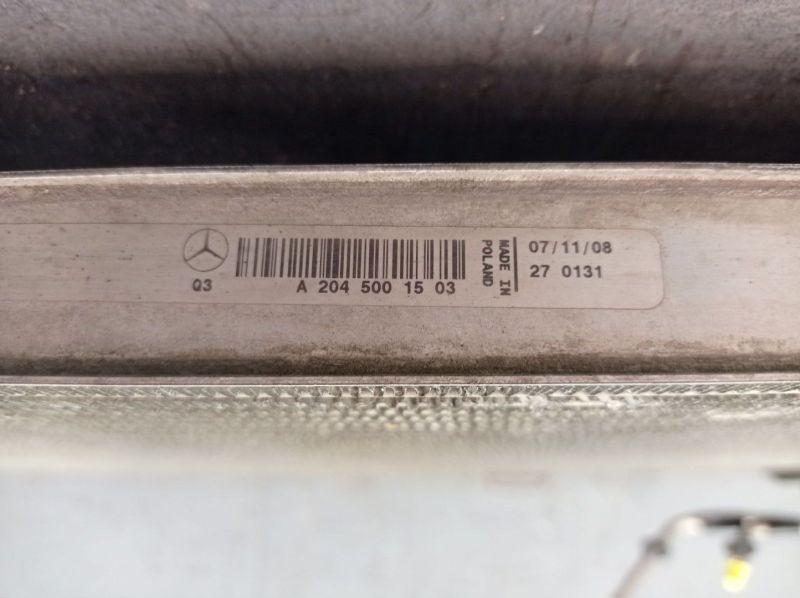 Q3
A 204 500 15 03
MADE IN
POLAND
07/11/08
27 0131